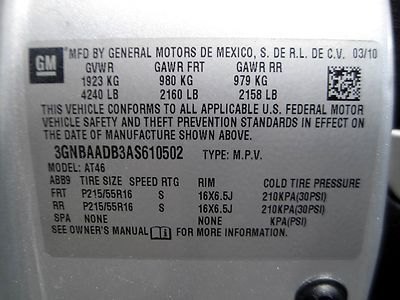 GM MFD BY GENERAL MOTORS DE MEXICO, S. DE R.L. DE C.V. 03/10
GVWR GAWR FRT GAWR RR
1923 KG 980 KG 979 KG
4240 LB 2160 LB 2158 LB
THIS VEHICLE CONFORMS TO ALL APPLICABLE U.S. FEDERAL MOTOR
VEHICLE SAFETY AND THEFT PREVENTION STANDARDS IN EFFECT ON
THE DATE OF MANUFACTURE SHOWN ABOVE.
3GNBAADB3AS610502 TYPE: M.P.V.
MODEL: AT46
ABB9 TIRE SIZE SPEED RTG RIM COLD TIRE PRESSURE
FRT P215/55R16 S 16X6.5J 210KPA(30PSI)
RR P215/55R16 S 16X6.5J 210KPA(30PSI)
SPA NONE NONE KPA(PSI)
SEE OWNER'S MANUAL FOR MORE INFORMATION.